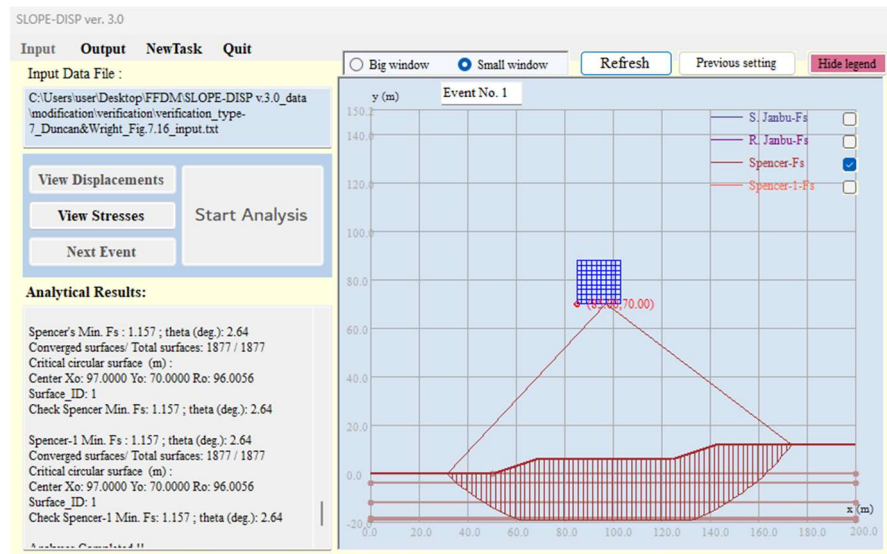 SLOPE-DISP ver. 3.0
Input Output NewTask Quit
Input Data File :
C:\Users\user\Desktop\FFDM\SLOPE-DISP v.3.0_data
\modification\verification\verification_type-
7_Duncan&Wright_Fig.7.16_input.txt
View Displacements
View Stresses
Next Event
Start Analysis
Analytical Results:
Spencer's Min. Fs : 1.157 ; theta (deg.): 2.64
Converged surfaces/ Total surfaces: 1877 / 1877
Critical circular surface (m) :
Center Xo: 97.0000 Yo: 70.0000 Ro: 96.0056
Surface_ID: 1
Check Spencer Min. Fs: 1.157 ; theta (deg.): 2.64
Spencer-1 Min. Fs : 1.157 ; theta (deg.): 2.64
Converged surfaces/ Total surfaces: 1877 / 1877
Critical circular surface (m) :
Center Xo: 97.0000 Yo: 70.0000 Ro: 96.0056
Surface_ID: 1
Check Spencer-1 Min. Fs: 1.157 ; theta (deg.): 2.64
Analyses Completed !!
Big window Small window Refresh Previous setting Hide legend
y (m) Event No. 1
150.2
140.0
120.0
100.0
80.0
60.0
40.0
20.0
0.0
-20.0
S. Janbu-Fs
R. Janbu-Fs
Spencer-Fs
Spencer-1-Fs
70.00)
x (m)
0.0 20.0 40.0 60.0 80.0 100.0 120.0 140.0 160.0 180.0 200.0